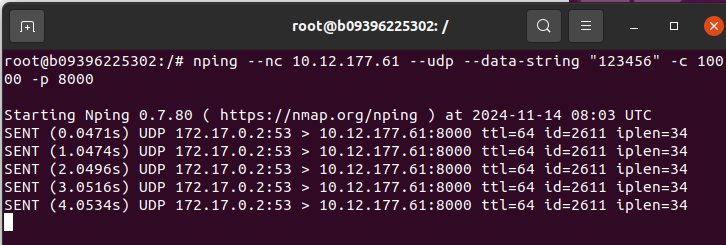 root@b09396225302: /
root@b09396225302:/# nping --nc 10.12.177.61 --udp --data-string "123456" -c 100
00 -p 8000
Starting Nping 0.7.80 ( https://nmap.org/nping ) at 2024-11-14 08:03 UTC
SENT (0.0471s) UDP 172.17.0.2:53 > 10.12.177.61:8000 ttl=64 id=2611 iplen=34
SENT (1.0474s) UDP 172.17.0.2:53 > 10.12.177.61:8000 ttl=64 id=2611 iplen=34
SENT (2.0496s) UDP 172.17.0.2:53 > 10.12.177.61:8000 ttl=64 id=2611 iplen=34
SENT (3.0516s) UDP 172.17.0.2:53 > 10.12.177.61:8000 ttl=64 id=2611 iplen=34
SENT (4.0534s) UDP 172.17.0.2:53 > 10.12.177.61:8000 ttl=64 id=2611 iplen=34